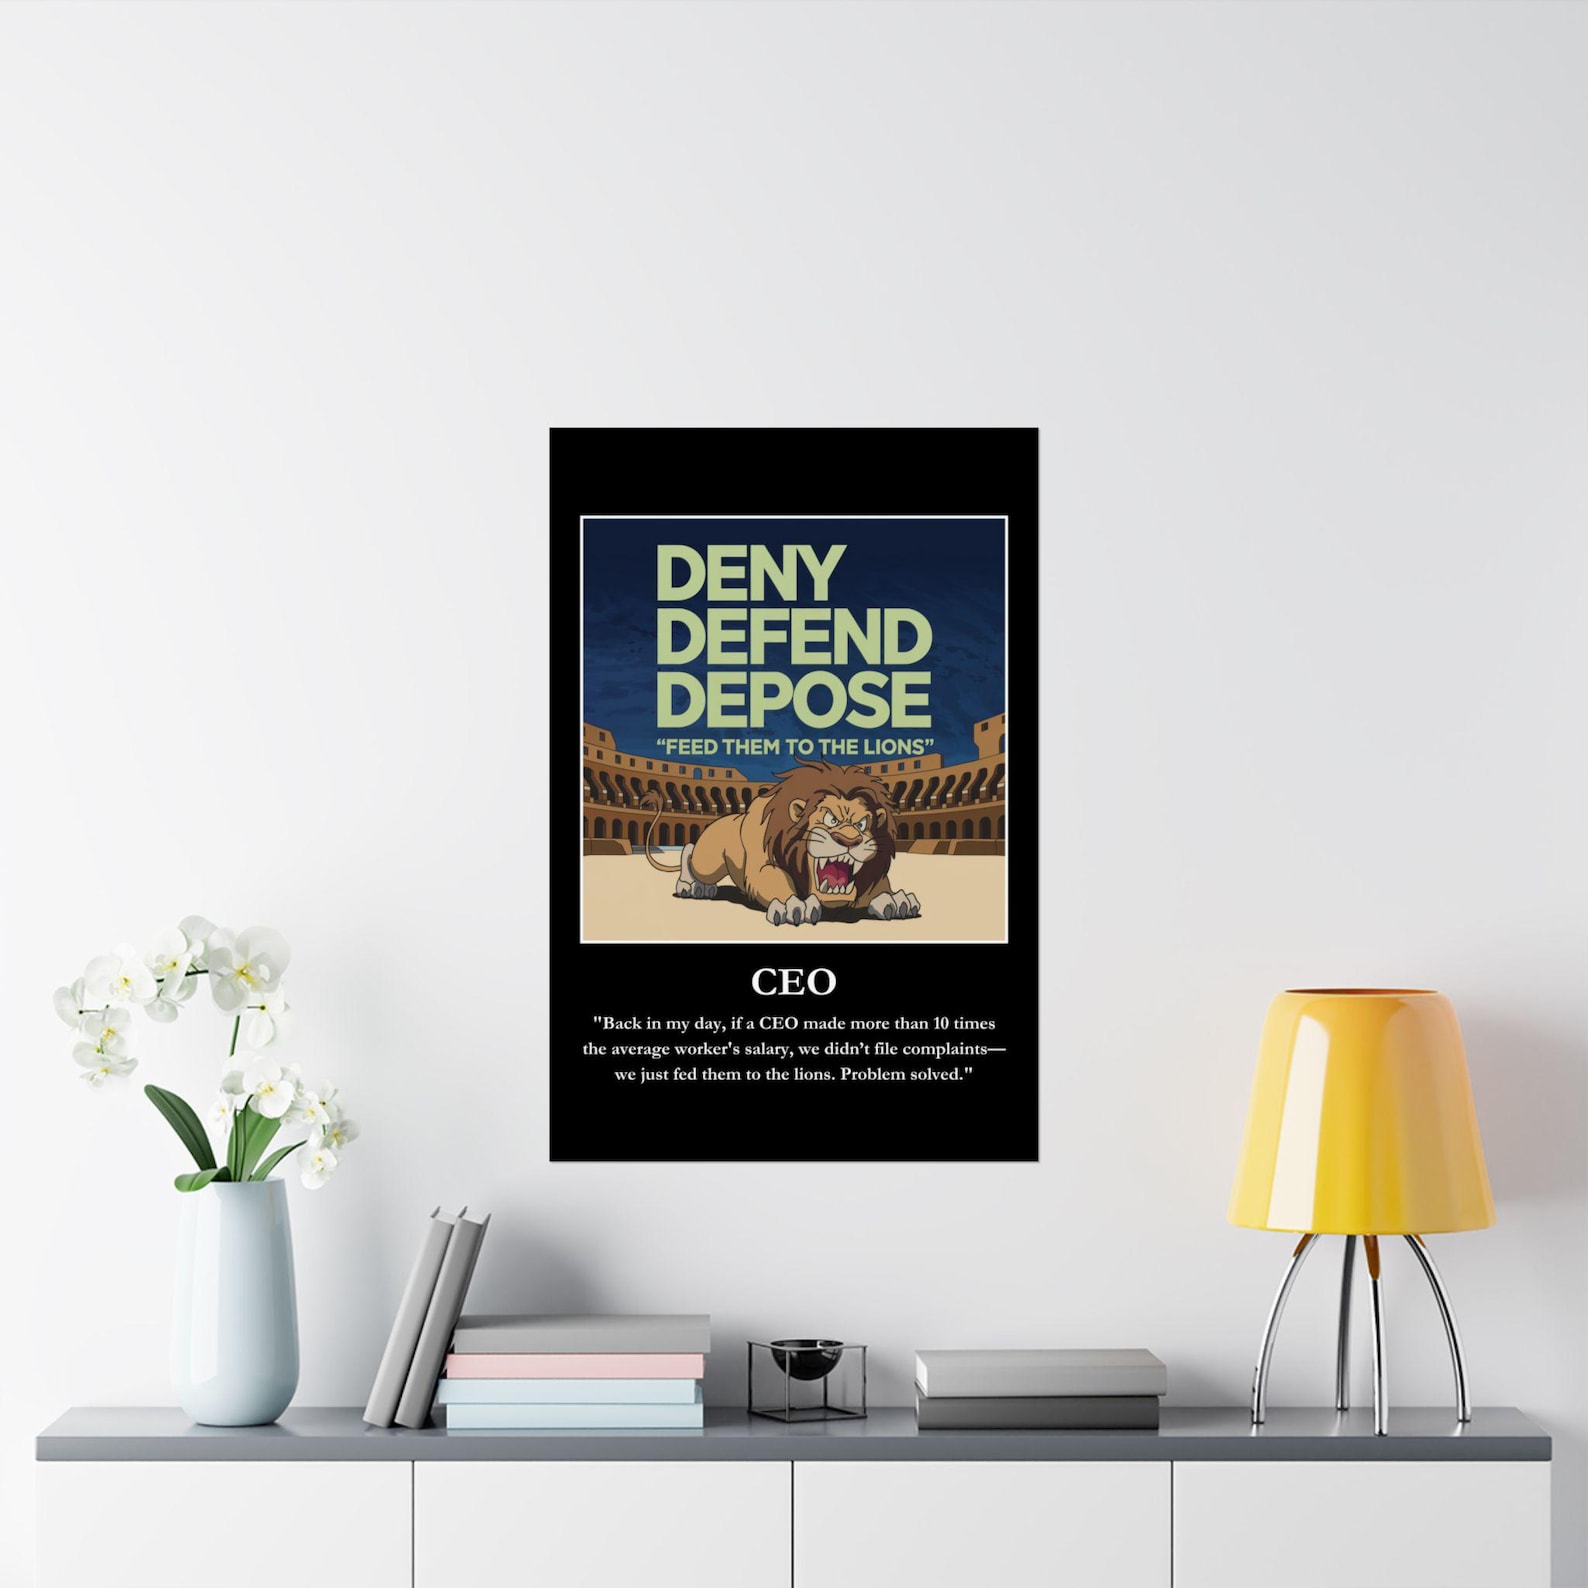 DENY
DEFEND
DEPOSE
“FEED THEM TO THE LIONS”
CEO
"Back in my day, if a CEO made more than 10 times
the average worker's salary, we didn’t file complaints—
we just fed them to the lions. Problem solved."